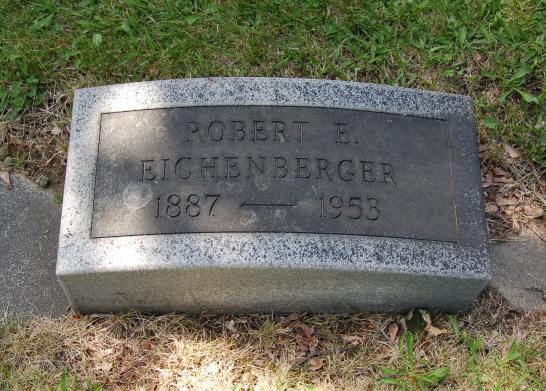 ROBERT E.
EICHENBERGER
1887 — 1953